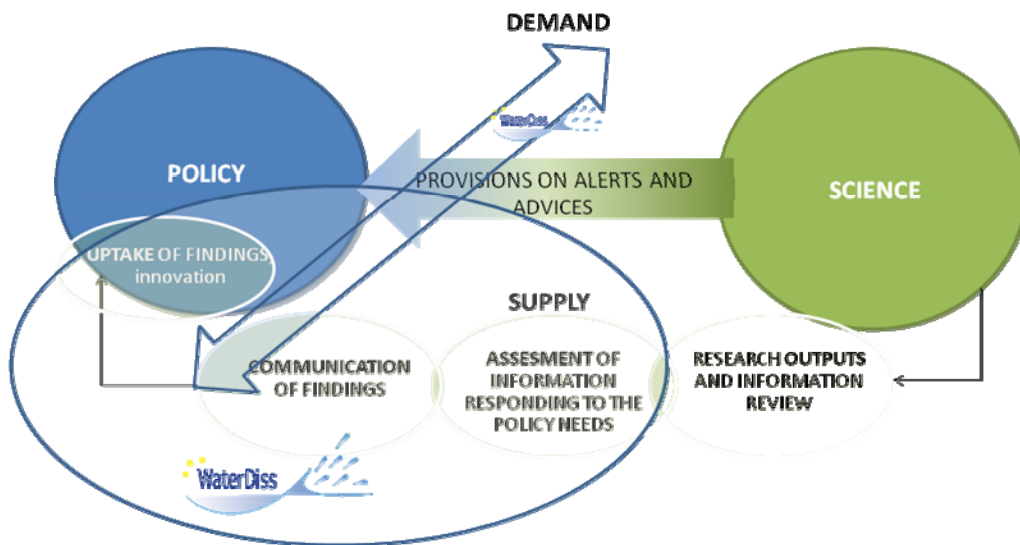 DEMAND
WaterDiss
POLICY
PROVISIONS ON ALERTS AND
ADVICES
SCIENCE
UPTAKE OF FINDINGS,
innovation
SUPPLY
COMMUNICATION
OF FINDINGS
ASSESMENT OF
INFORMATION
RESPONDING TO THE
POLICY NEEDS
RESEARCH OUTPUTS
AND INFORMATION
REVIEW
WaterDiss